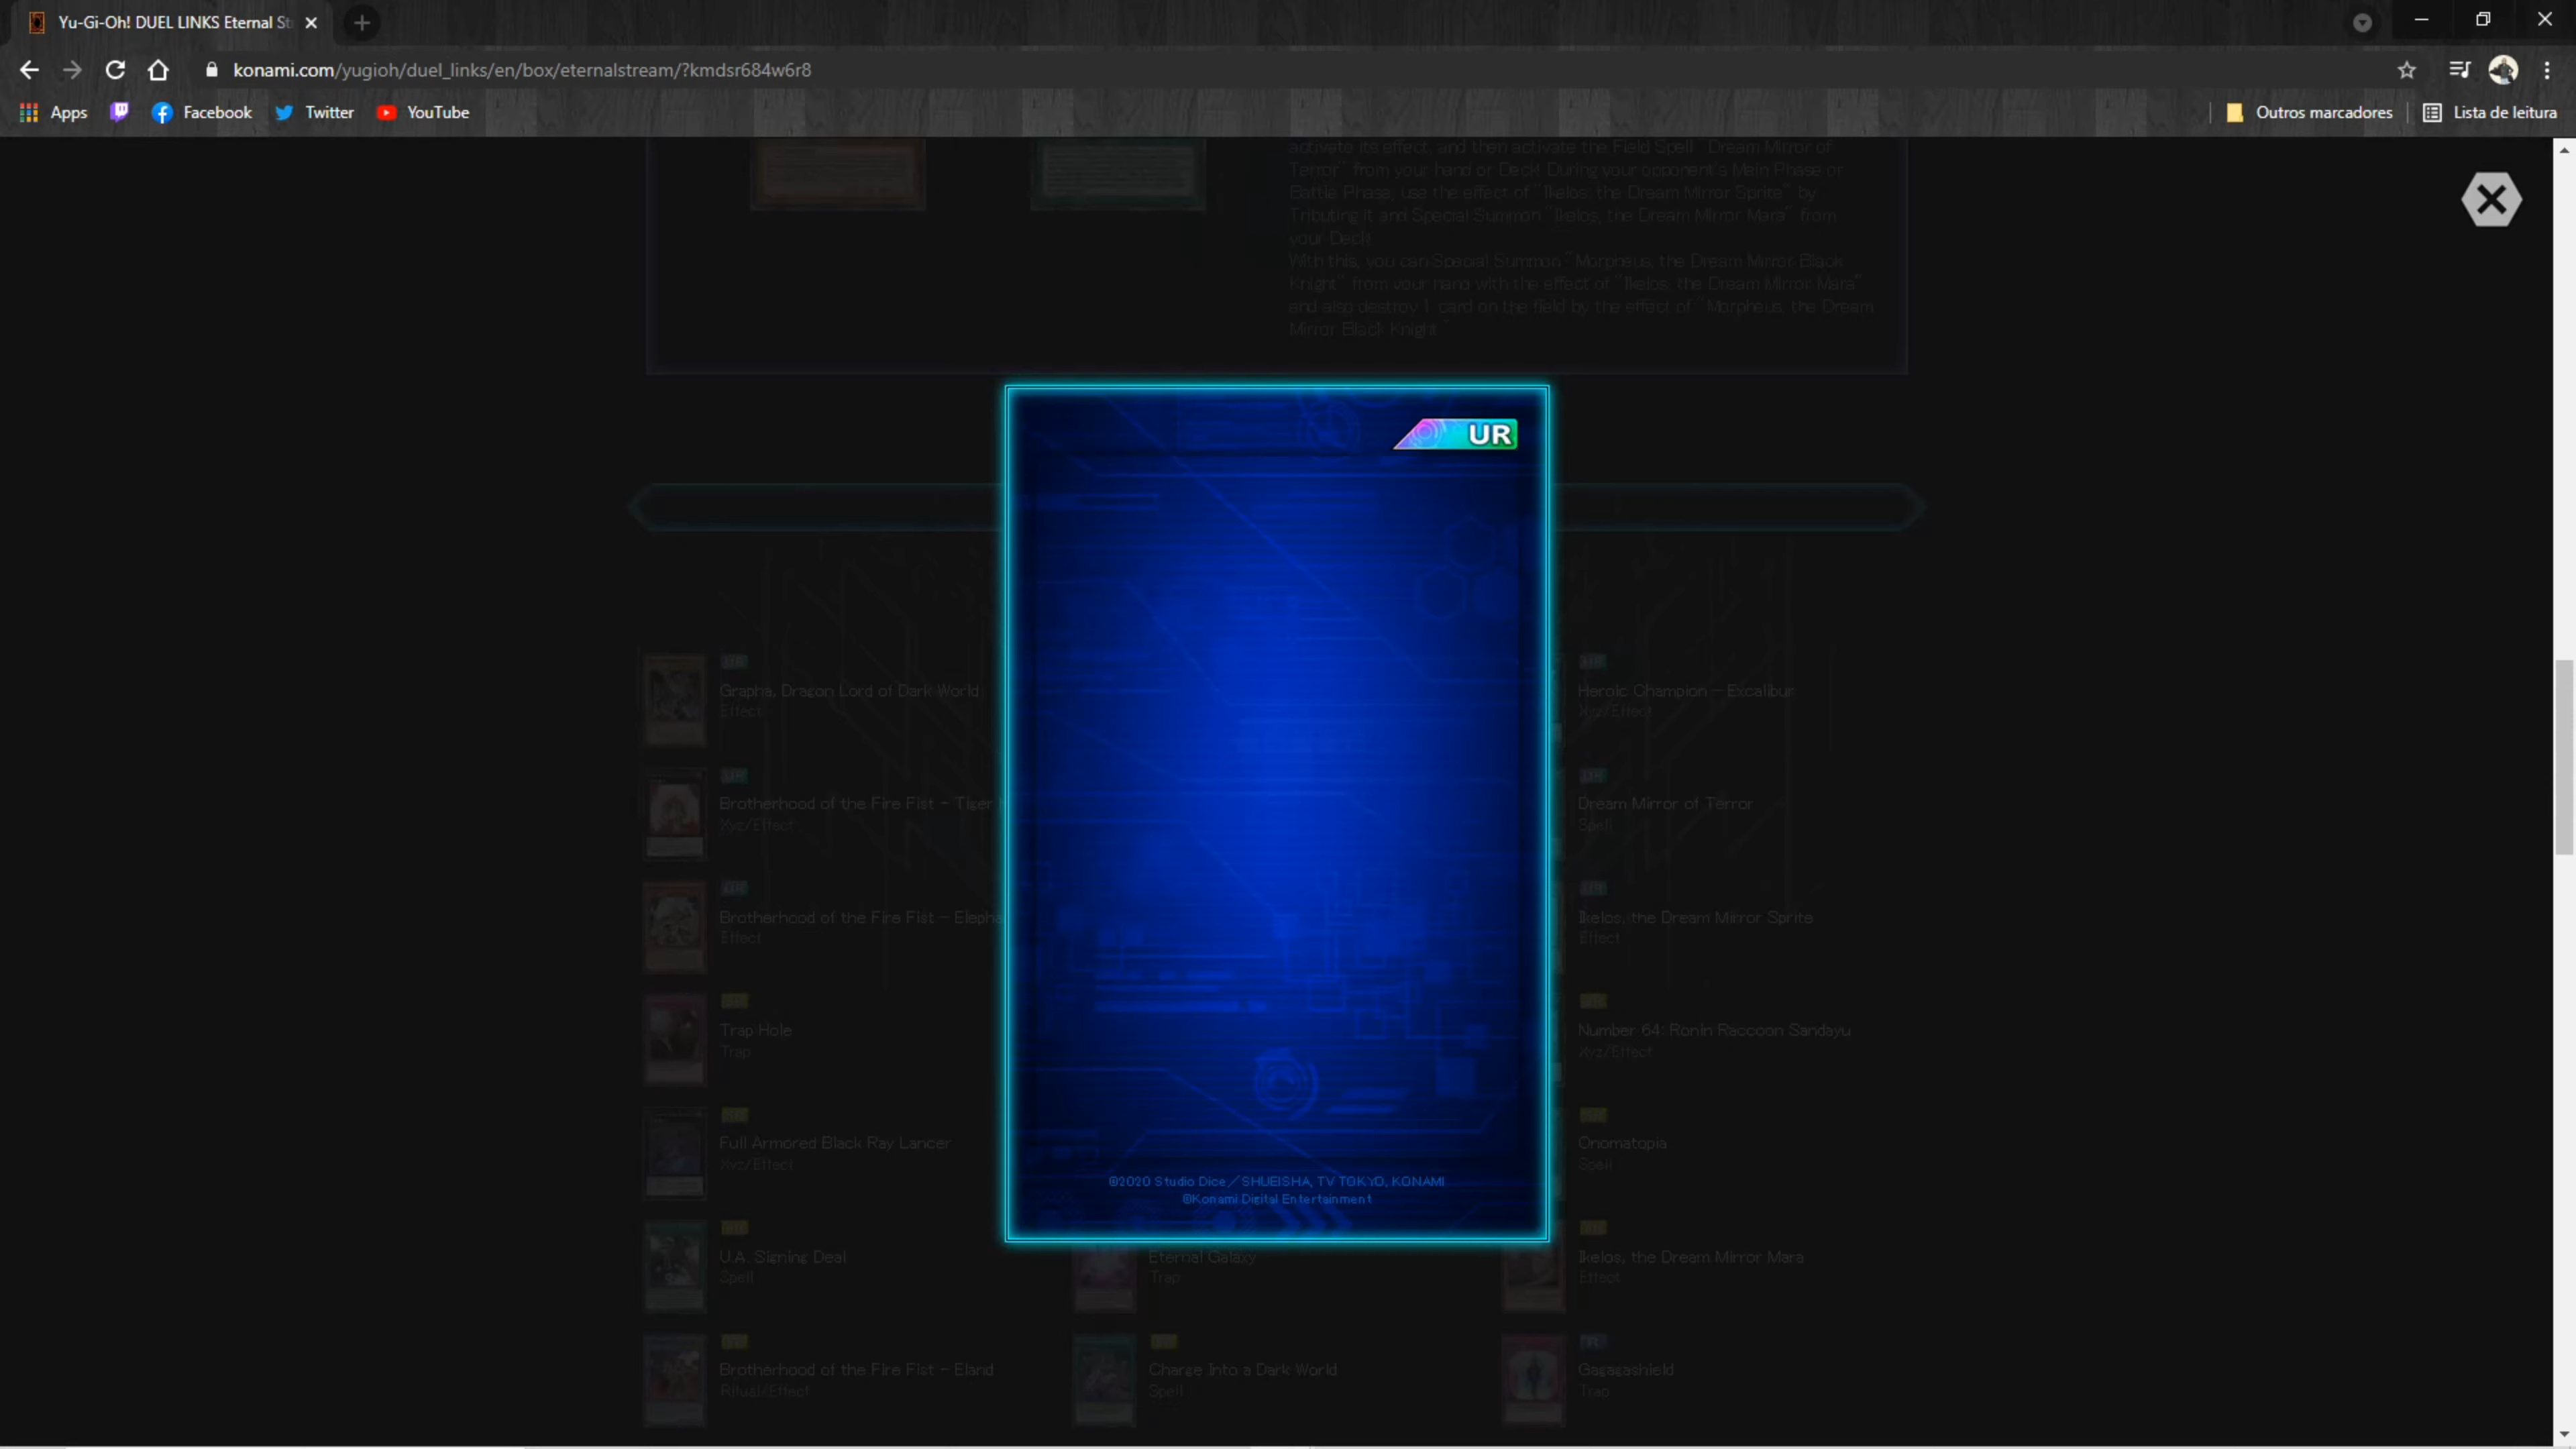 Yu-Gi-Oh! DUEL LINKS Eternal St
konami.com/yugioh/duel_links/en/box/eternalstream/?kmdsr684w6r8
Apps
Facebook
Twitter
YouTube
Outros marcadores
Lista de leitura
activate its effect, and then activate the Field Spell "Dream Mirror of
Terror" from your hand or Deck! During your opponent's Main Phase or
Battle Phase, use the effect of "Ikelos, the Dream Mirror Sprite" by
Tributing it and Special Summon "Ikelos, the Dream Mirror Mara" from
your Deck
With this, you can Special Summon "Morpheus, the Dream Mirror Black
Knight" from your hand with the effect of "Ikelos, the Dream Mirror Mara"
and also destroy 1 card on the field by the effect of "Morpheus, the Dream
Mirror Black Knight"
UR
UR
Grapha, Dragon Lord of Dark World
Effect
UR
Heroic Champion - Excalibur
Xyz/Effect
UR
Brotherhood of the Fire Fist - Tiger
Xyz/Effect
UR
Dream Mirror of Terror
Spell
UR
Brotherhood of the Fire Fist - Elepha
Effect
UR
Ikelos, the Dream Mirror Sprite
Effect
Trap Hole
Trap
Number 64: Ronin Raccoon Sandayu
Xyz/Effect
Full Armored Black Ray Lancer
Xyz/Effect
Onomatopia
Spell
©2020 Studio Dice／SHUEISHA, TV TOKYO, KONAMI
©Konami Digital Entertainment
U.A. Signing Deal
Spell
Eternal Galaxy
Trap
Ikelos, the Dream Mirror Mara
Effect
Brotherhood of the Fire Fist - Eland
Ritual/Effect
Charge Into a Dark World
Spell
Gagagashield
Trap